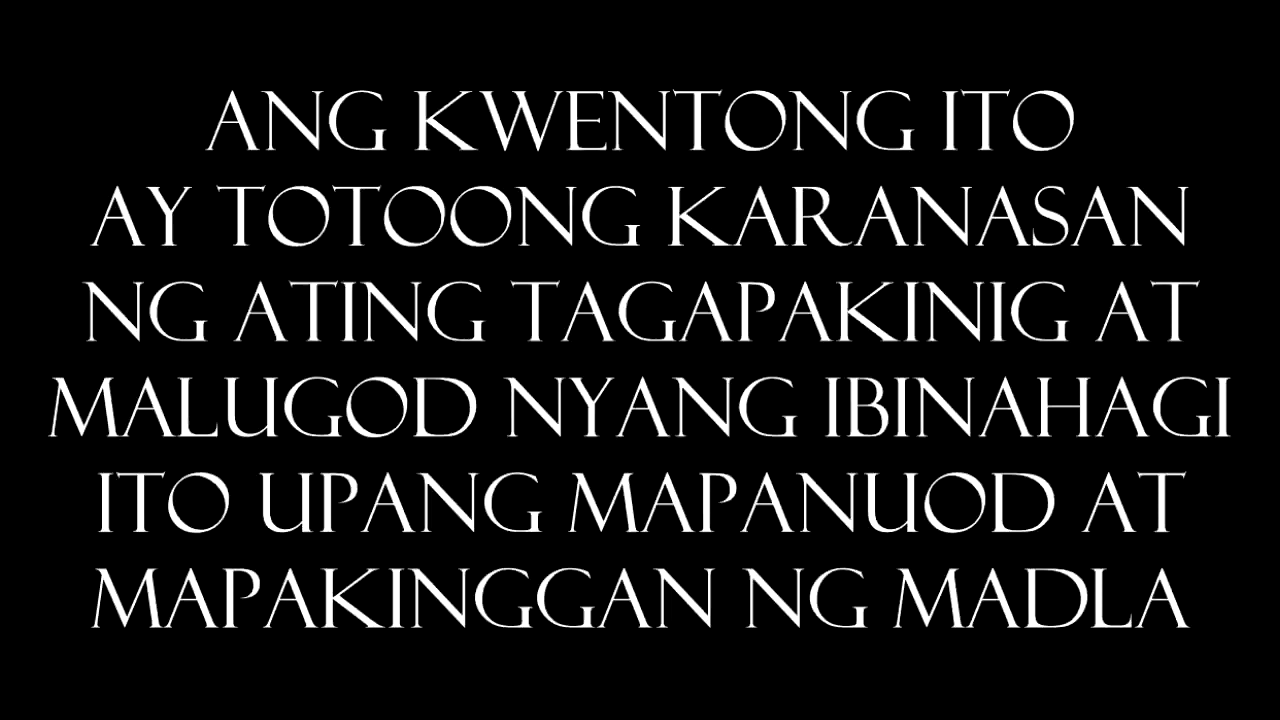 ANG KWENTONG ITO
AY TOTOONG KARANASAN
NG ATING TAGAPAKINIG AT
MALUGOD NYANG IBINAHAGI
ITO UPANG MAPANUOD AT
MAPAKINGGAN NG MADLA